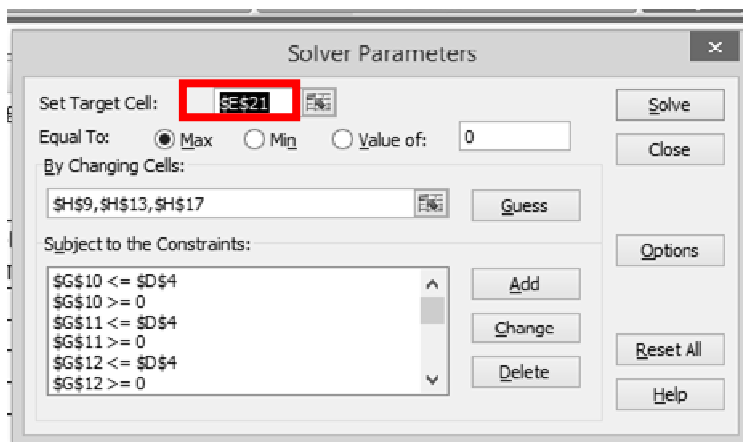 Solver Parameters
Set Target Cell: $E$21
Solve
Equal To: Max Min Value of: 0
Close
By Changing Cells:
$H$9,$H$13,$H$17
Guess
Subject to the Constraints:
Options
$G$10 <= $D$4
$G$10 >= 0
$G$11 <= $D$4
$G$11 >= 0
$G$12 <= $D$4
$G$12 >= 0
Add
Change
Delete
Reset All
Help